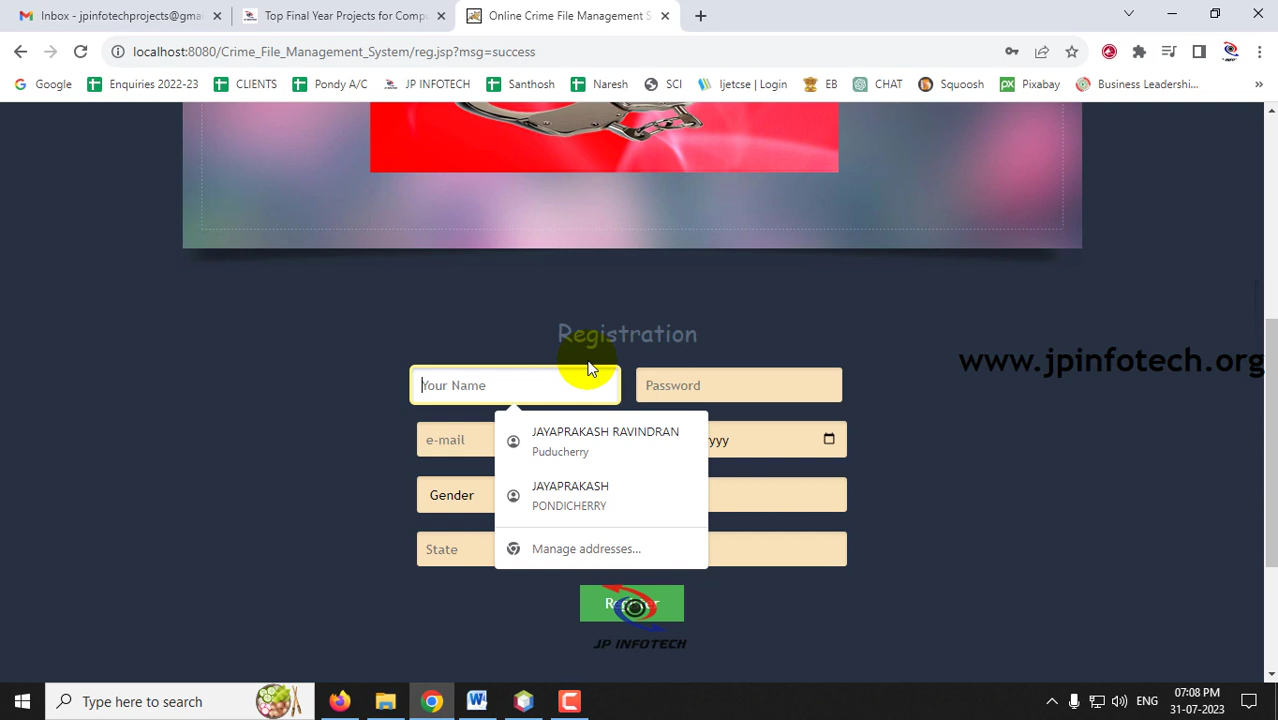 Inbox - jpinfotechprojects@gmai
Top Final Year Projects for Compu
Online Crime File Management S
localhost:8080/Crime_File_Management_System/reg.jsp?msg=success
Google
Enquiries 2022-23
CLIENTS
Pondy A/C
JP INFOTECH
Santhosh
Naresh
SCI
Ijetcse | Login
EB
CHAT
Squoosh
Pixabay
Business Leadershi...
»
Registration
www.jpinfotech.org
Your Name
Password
JAYAPRAKASH RAVINDRAN
Puducherry
e-mail
yyy
JAYAPRAKASH
PONDICHERRY
Gender
State
Manage addresses...
Register
JP INFOTECH
Type here to search
ENG
07:08 PM
31-07-2023